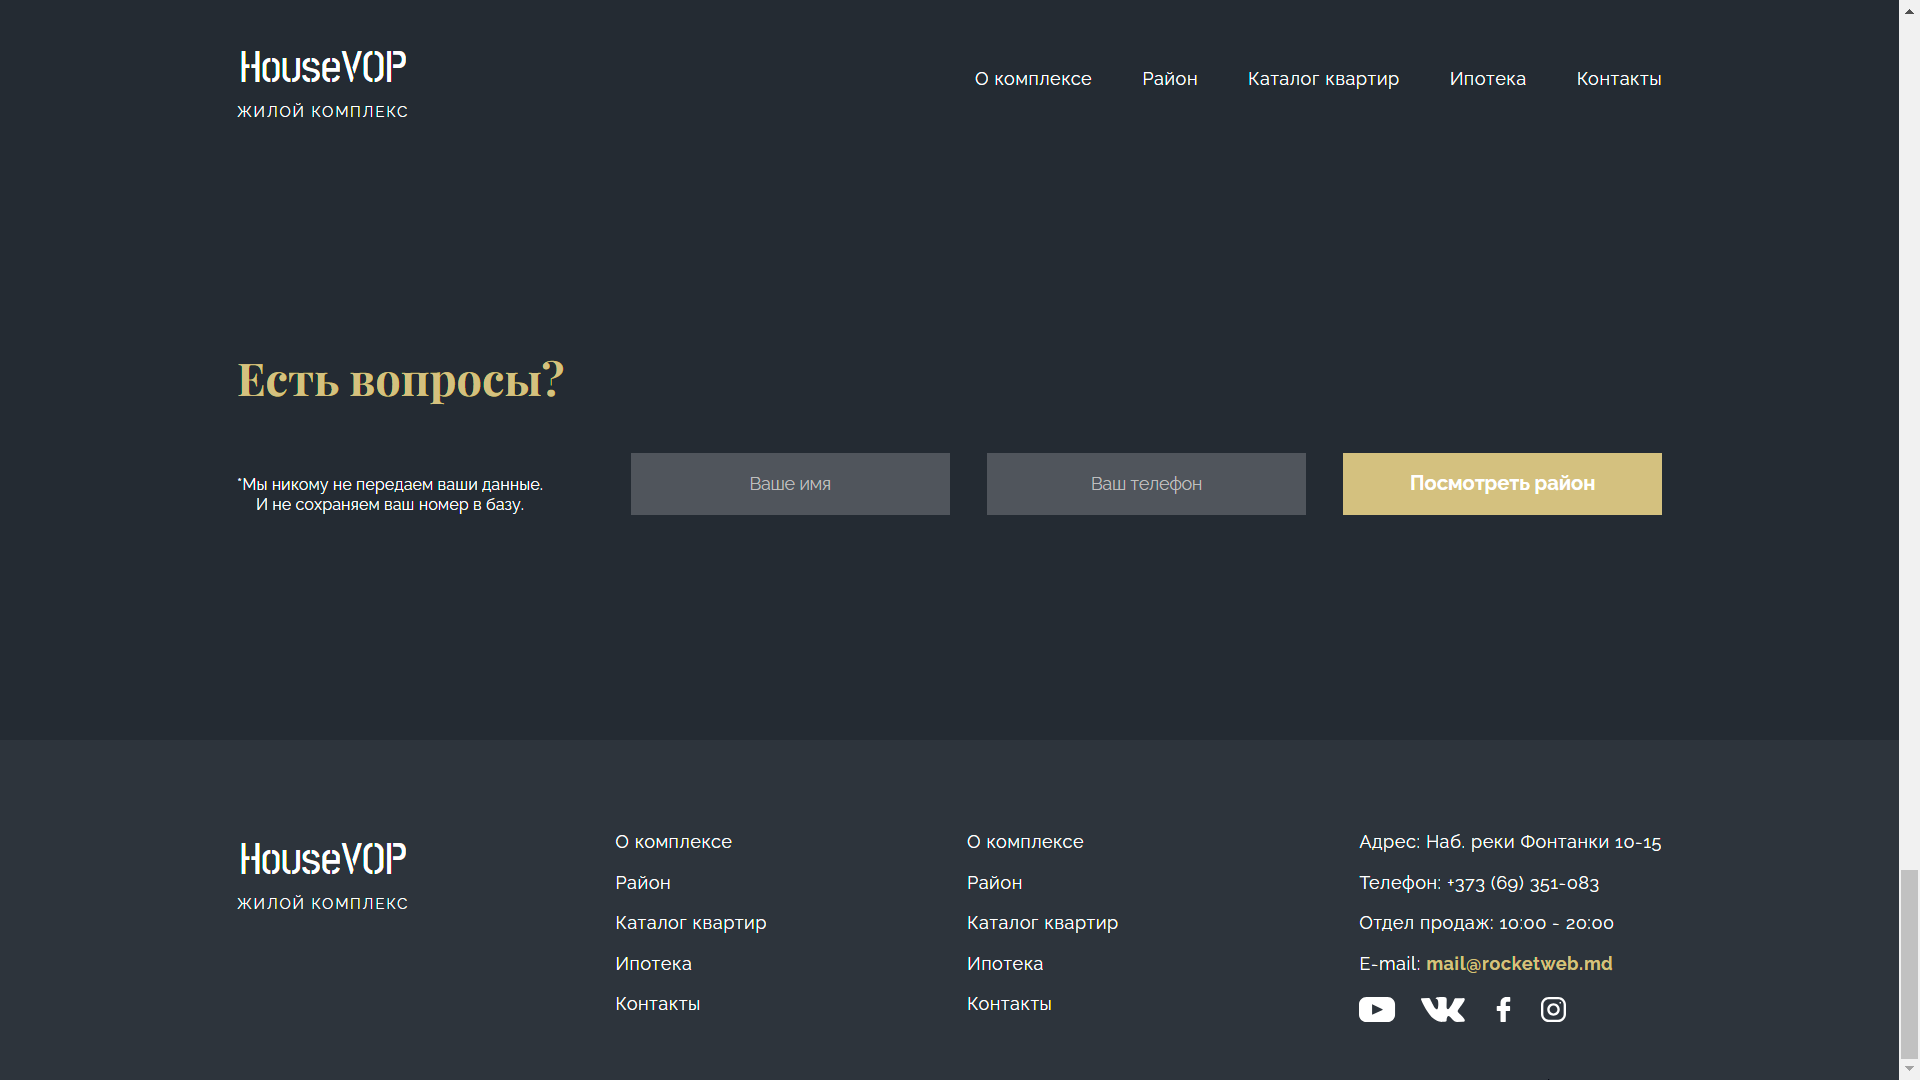 HouseVOP
ЖИЛОЙ КОМПЛЕКС
О комплексе
Район
Каталог квартир
Ипотека
Контакты
Есть вопросы?
*Мы никому не передаем ваши данные.
И не сохраняем ваш номер в базу.
Ваше имя
Ваш телефон
Посмотреть район
HouseVOP
ЖИЛОЙ КОМПЛЕКС
О комплексе
Район
Каталог квартир
Ипотека
Контакты
О комплексе
Район
Каталог квартир
Ипотека
Контакты
Адрес: Наб. реки Фонтанки 10-15
Телефон: +373 (69) 351-083
Отдел продаж: 10:00 - 20:00
E-mail: mail@rocketweb.md